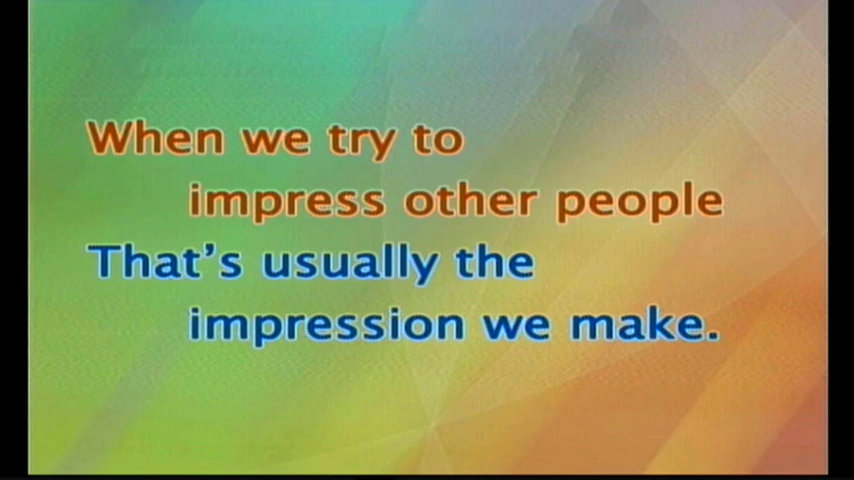 When we try to
impress other people
That's usually the
impression we make.